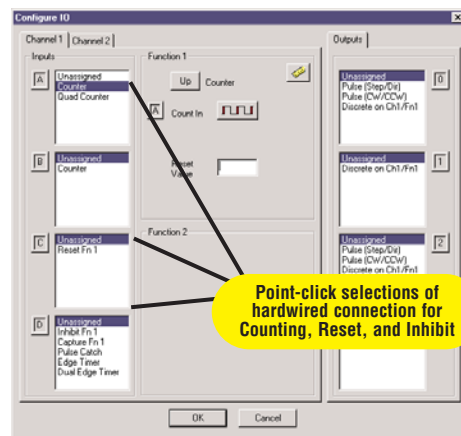 Configure IO
Channel 1 Channel 2
Outputs
Inputs
A
Unassigned
Counter
Quad Counter
B
Unassigned
Counter
C
Unassigned
Reset Fn 1
D
Unassigned
Inhibit Fn 1
Capture Fn 1
Pulse Catch
Edge Timer
Dual Edge Timer
Function 1
Up Counter
A Count In
Reset
Value
Function 2
Unassigned
Pulse (Step/Dir)
Pulse (CW/CCW)
Discrete on Ch1/Fn1
0
Unassigned
Discrete on Ch1/Fn1
1
Unassigned
Pulse (Step/Dir)
Pulse (CW/CCW)
Discrete on Ch1/Fn1
2
Point-click selections of
hardwired connection for
Counting, Reset, and Inhibit
OK Cancel